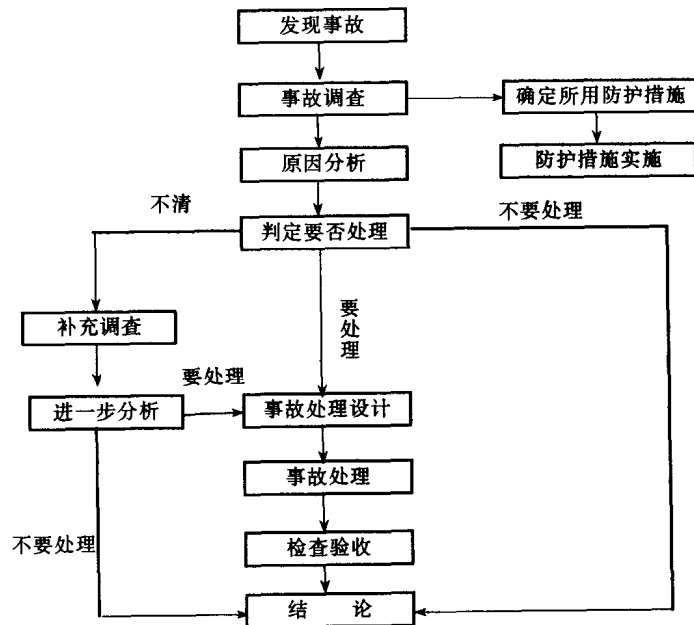 发现事故
事故调查
确定所用防护措施
原因分析
防护措施实施
不清
不要处理
判定要否处理
要处理
补充调查
要处理
进一步分析
事故处理设计
事故处理
不要处理
检查验收
结 论